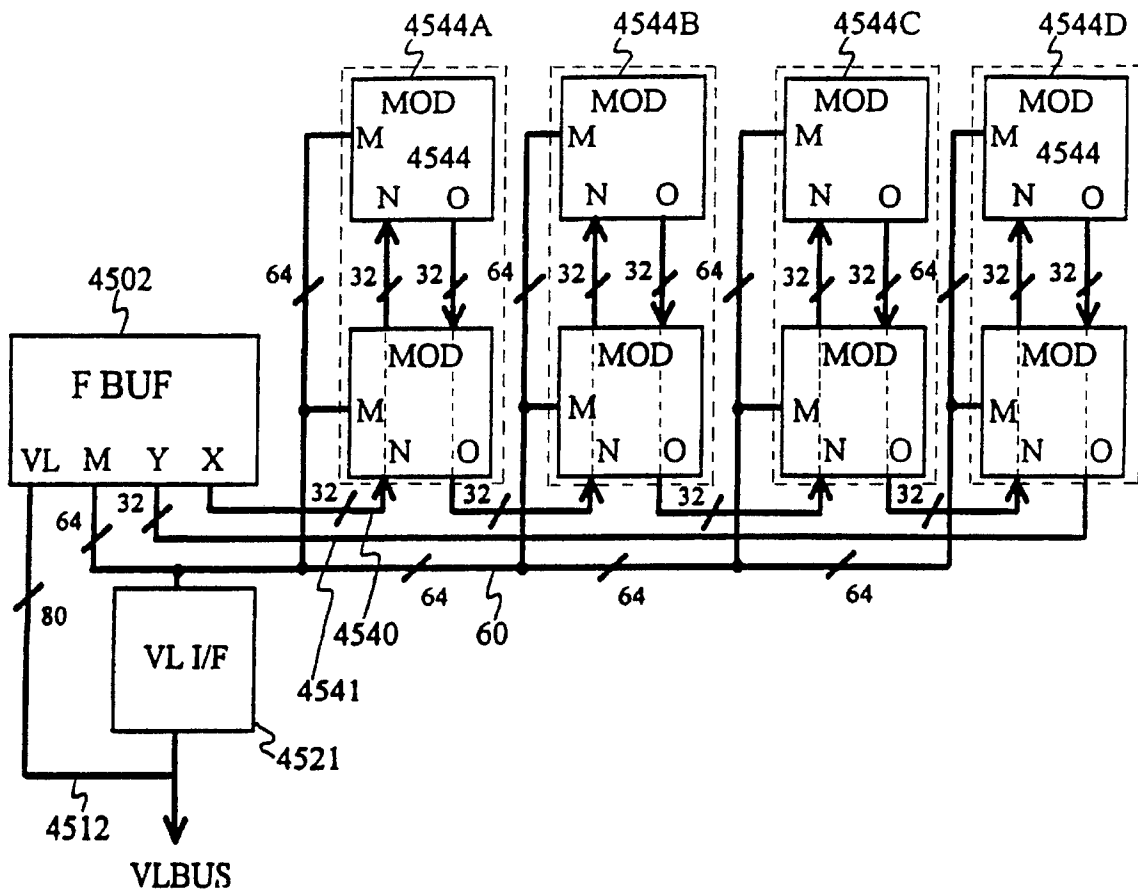 4544A 4544B 4544C 4544D
MOD MOD MOD MOD
M M M M
4544 4544
N O N O N O N O
64 32 32 64 32 32 64 32 32 64 32 32
4502
MOD MOD MOD MOD
F BUF
M M M M
N O N O N O N O
VL M Y X
32 32 32 32 32
64
64 64 64
80
4540 60
VL I/F
4541
4521
4512
VLBUS